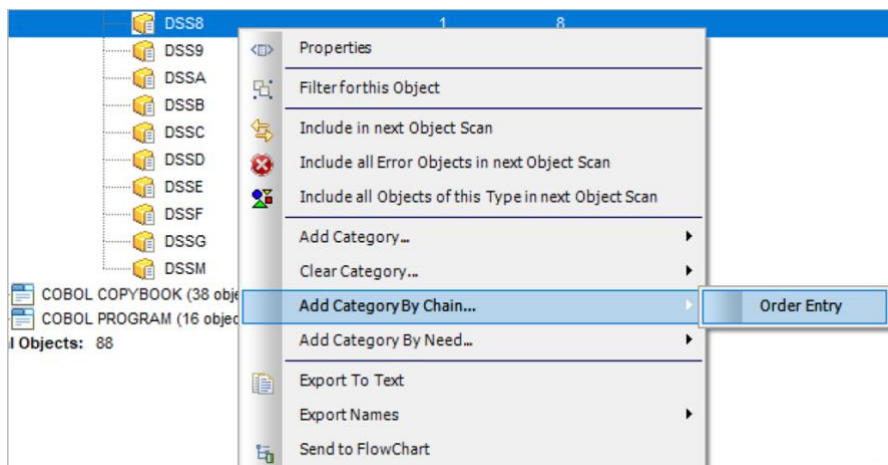 DSS8 1 8
DSS9
DSSA
DSSB
DSSC
DSSD
DSSE
DSSF
DSSG
DSSM
COBOL COPYBOOK (38 obje
COBOL PROGRAM (16 objec
l Objects: 88
Properties
Filterforthis Object
Include in next Object Scan
Include all Error Objects in next Object Scan
Include all Objects of this Type in next Object Scan
Add Category...
Clear Category...
Add Category By Chain...
Order Entry
Add Category By Need...
Export To Text
Export Names
Send to FlowChart